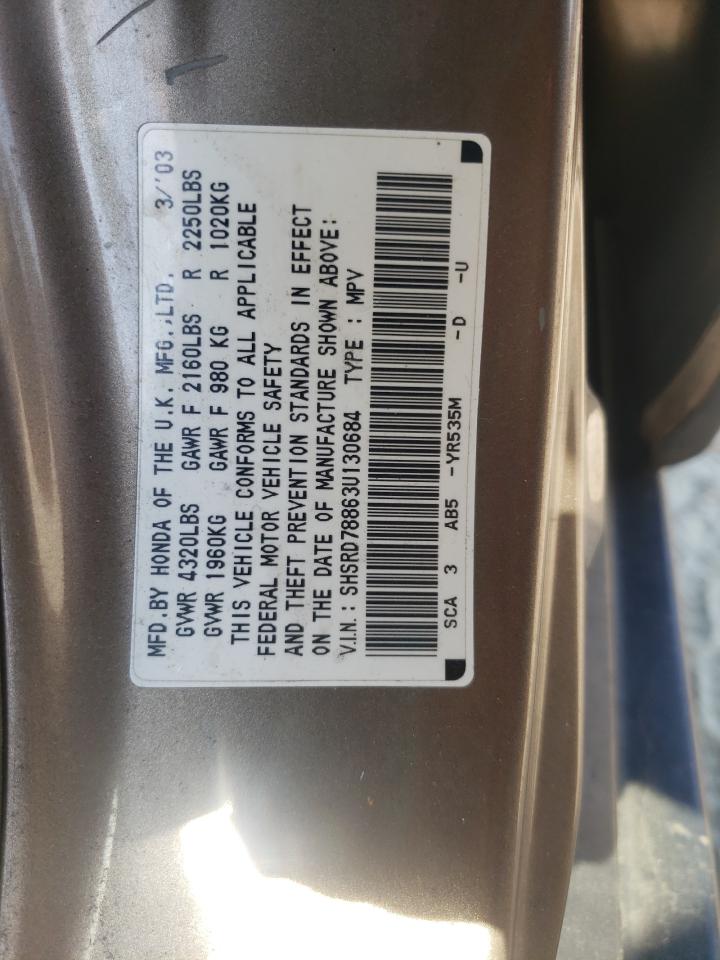 MFD.BY HONDA OF THE U.K. MFG.,LTD. 3/'03
GVWR 4320LBS GAWR F 2160LBS R 2250LBS
GVWR 1960KG GAWR F 980 KG R 1020KG
THIS VEHICLE CONFORMS TO ALL APPLICABLE
FEDERAL MOTOR VEHICLE SAFETY
AND THEFT PREVENTION STANDARDS IN EFFECT
ON THE DATE OF MANUFACTURE SHOWN ABOVE:
V.I.N.: SHSRD78863U130684 TYPE : MPV
SCA 3 AB5 -YR535M -D -U